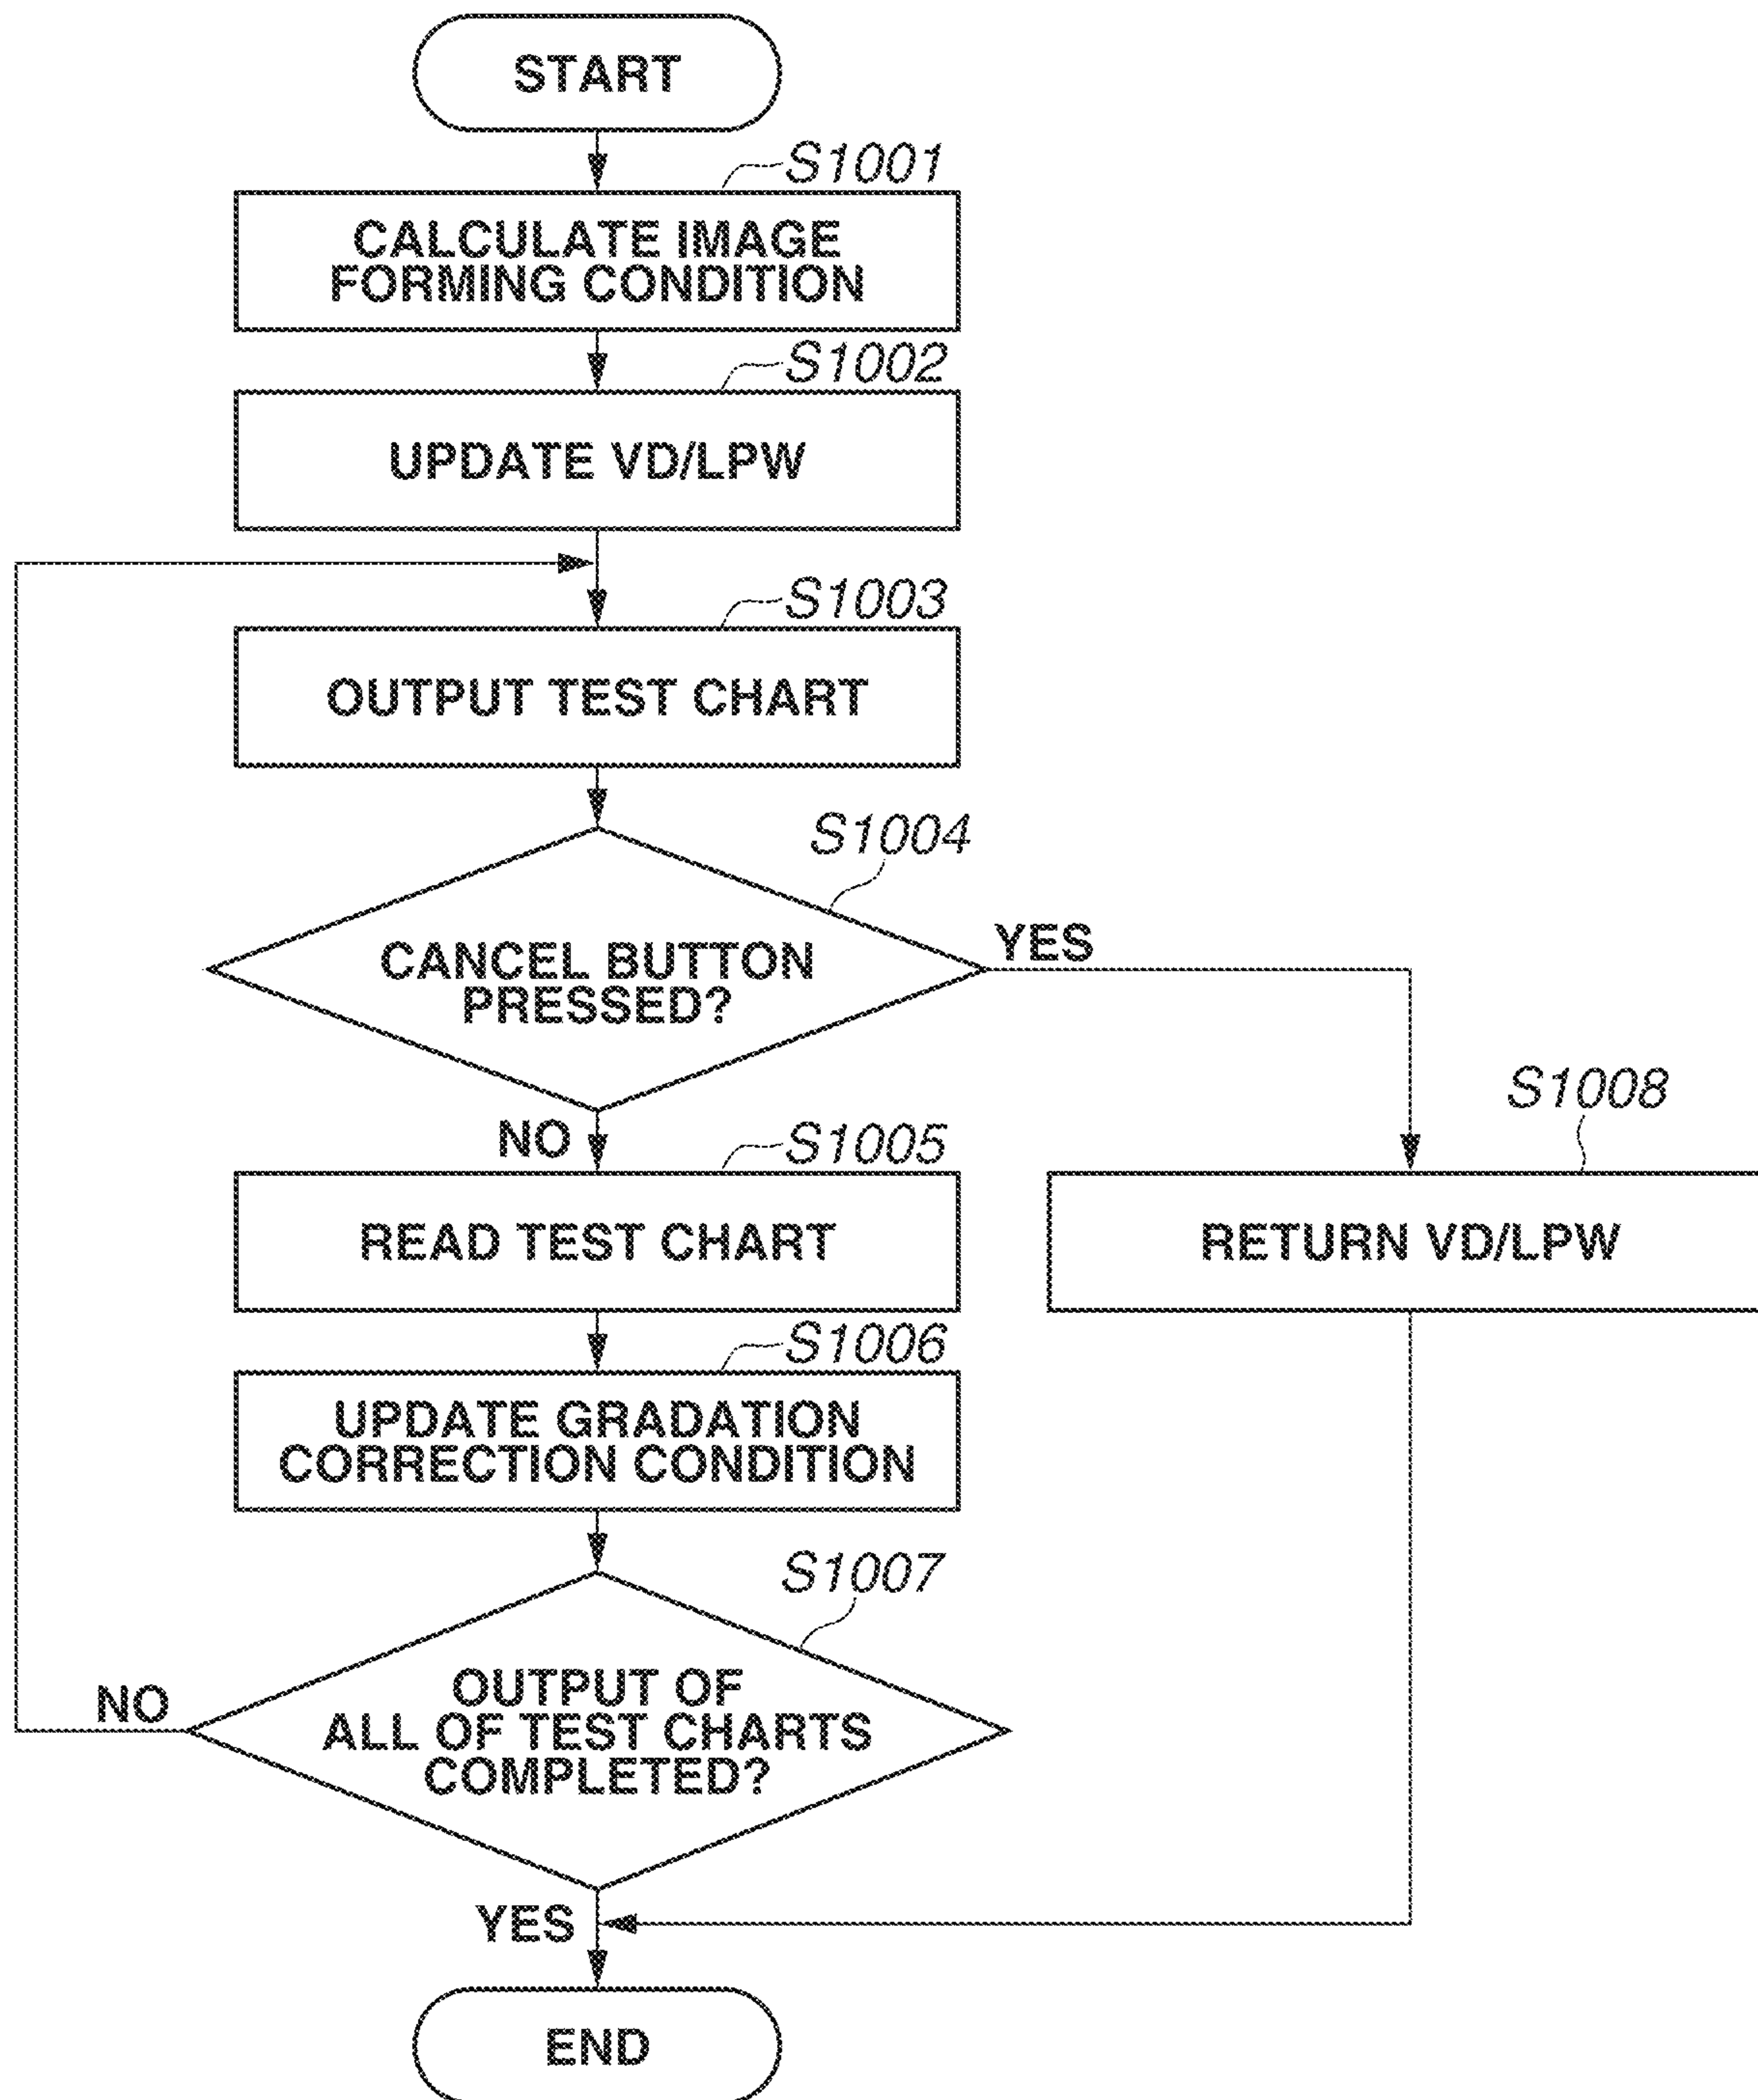 START
S1001
CALCULATE IMAGE
FORMING CONDITION
S1002
UPDATE VD/LPW
S1003
OUTPUT TEST CHART
S1004
CANCEL BUTTON
PRESSED?
YES
NO
S1005
READ TEST CHART
S1008
RETURN VD/LPW
S1006
UPDATE GRADATION
CORRECTION CONDITION
S1007
OUTPUT OF
ALL OF TEST CHARTS
COMPLETED?
NO
YES
END